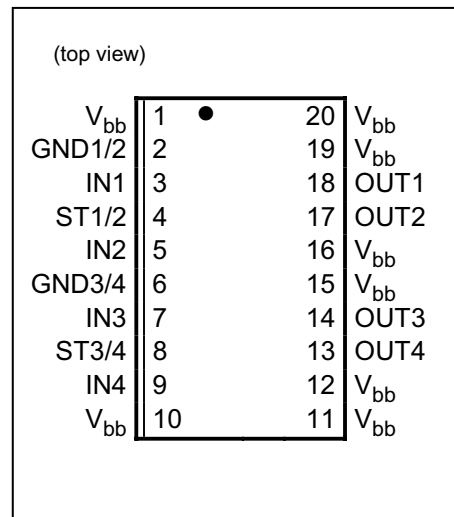 (top view)
Vbb 1 20 Vbb
GND1/2 2 19 Vbb
IN1 3 18 OUT1
ST1/2 4 17 OUT2
IN2 5 16 Vbb
GND3/4 6 15 Vbb
IN3 7 14 OUT3
ST3/4 8 13 OUT4
IN4 9 12 Vbb
Vbb 10 11 Vbb